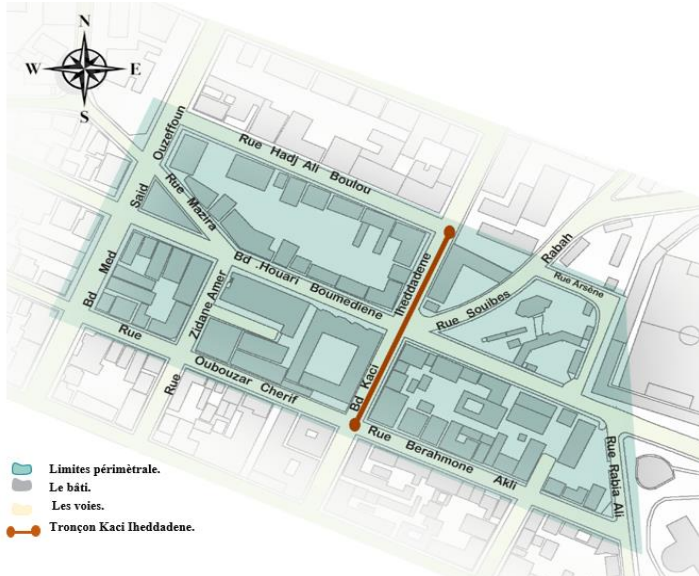 N
W E
S
Rue Hadj Ali Boulou
Bd Med Said Ouzeffoun
Rue Mazira
Bd .Houari Boumediene
Zidane Amer
Rue
Rue Oubouzar Cherif
Bd Kaci Iheddadene
Rue Souibes Rabah
Rue Arsène
Rue Berahmone Akli
Rue Rabia Ali
Limites périmètrale.
Le bâti.
Les voies.
Tronçon Kaci Iheddadene.